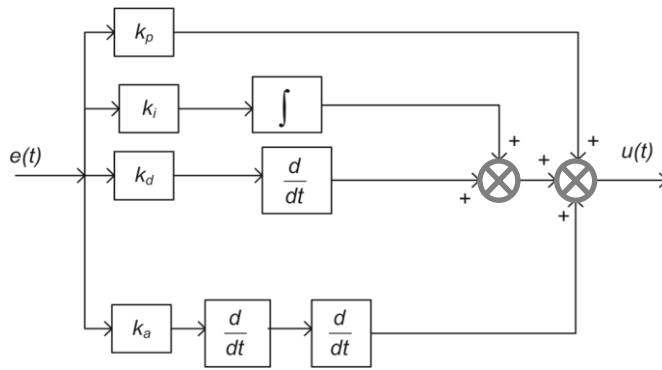 k_p
k_i
∫
+
+
e(t)
k_d
d/dt
+
+
u(t)
+
k_a
d/dt
d/dt